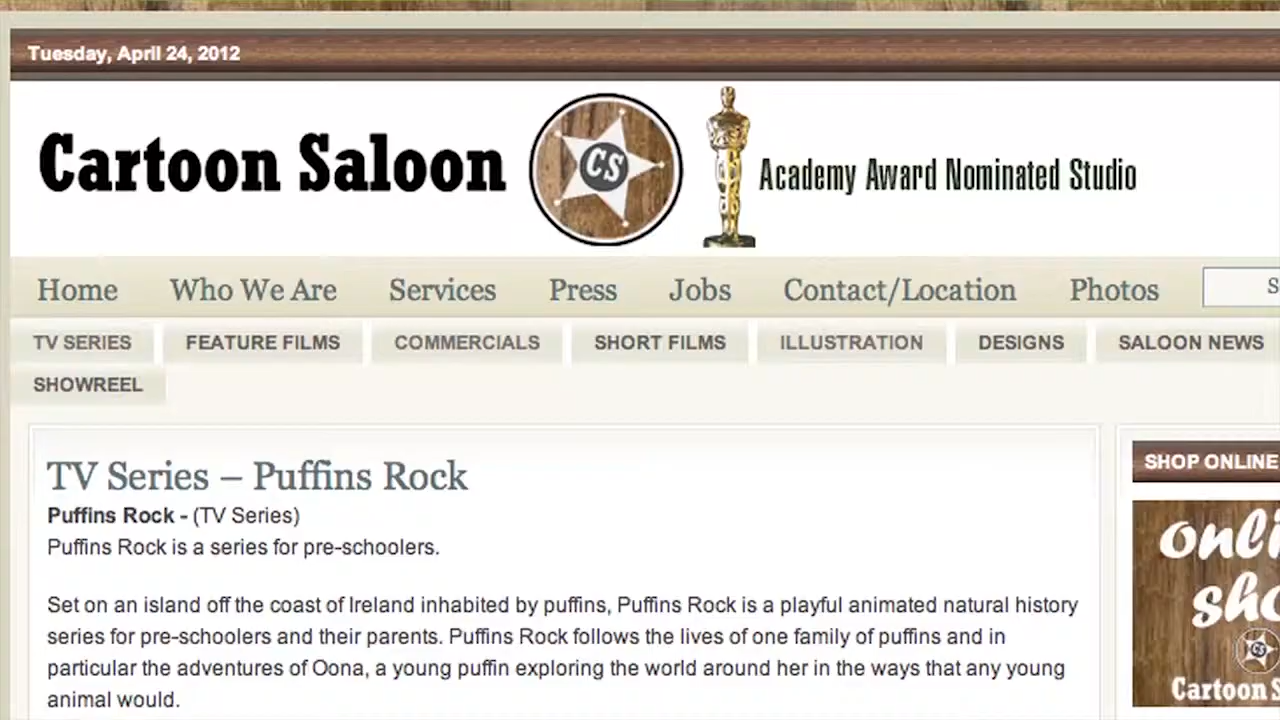 Tuesday, April 24, 2012
Cartoon Saloon
CS
Academy Award Nominated Studio
Home Who We Are Services Press Jobs Contact/Location Photos S
TV SERIES FEATURE FILMS COMMERCIALS SHORT FILMS ILLUSTRATION DESIGNS SALOON NEWS
SHOWREEL
TV Series – Puffins Rock
Puffins Rock - (TV Series)
Puffins Rock is a series for pre-schoolers.
Set on an island off the coast of Ireland inhabited by puffins, Puffins Rock is a playful animated natural history
series for pre-schoolers and their parents. Puffins Rock follows the lives of one family of puffins and in
particular the adventures of Oona, a young puffin exploring the world around her in the ways that any young
animal would.
SHOP ONLINE
onli
sho
CS
Cartoon S